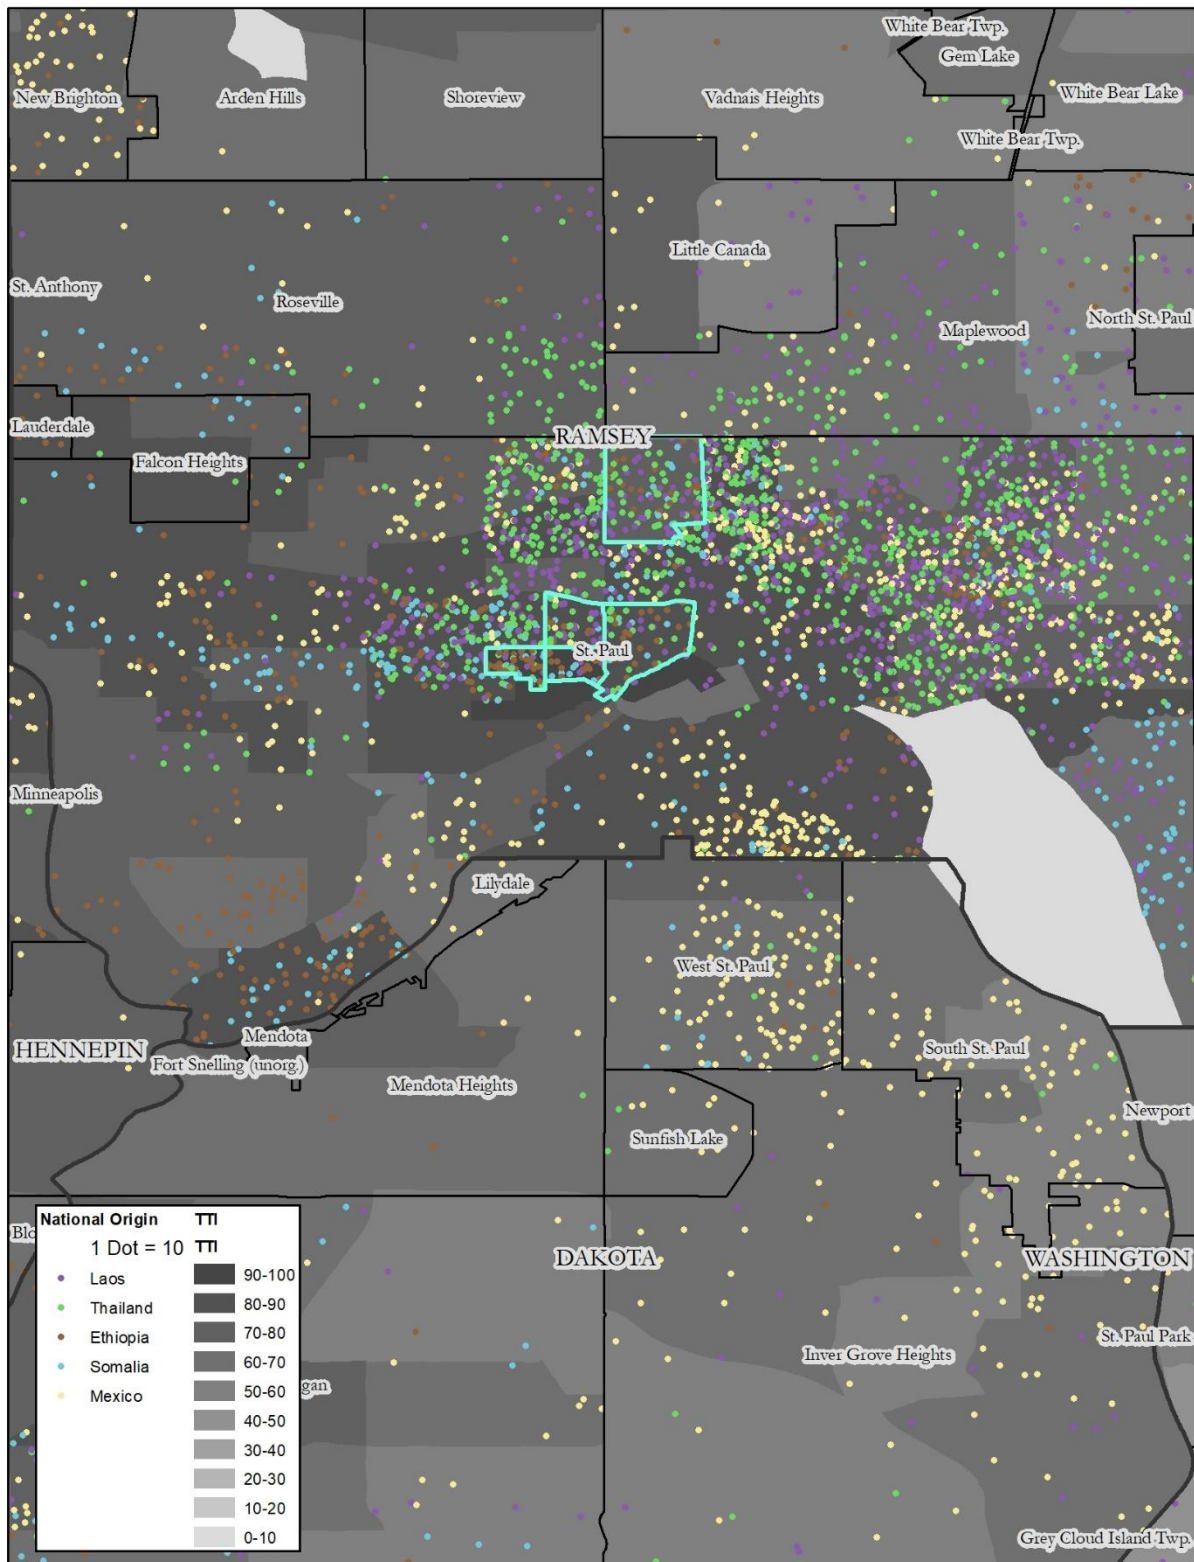 White Bear Twp.
Gem Lake
New Brighton
Arden Hills
Shoreview
Vadnais Heights
White Bear Lake
White Bear Twp.
Little Canada
St. Anthony
Roseville
Maplewood
North St. Paul
Lauderdale
RAMSEY
Falcon Heights
St. Paul
Minneapolis
Lilydale
West St. Paul
HENNEPIN
Mendota
Fort Snelling (unorg.)
South St. Paul
Mendota Heights
Newport
Sunfish Lake
Blo
DAKOTA
WASHINGTON
St. Paul Park
Inver Grove Heights
gan
Grey Cloud Island Twp.
National Origin
1 Dot = 10
Laos
Thailand
Ethiopia
Somalia
Mexico
TTI
TTI
90-100
80-90
70-80
60-70
50-60
40-50
30-40
20-30
10-20
0-10